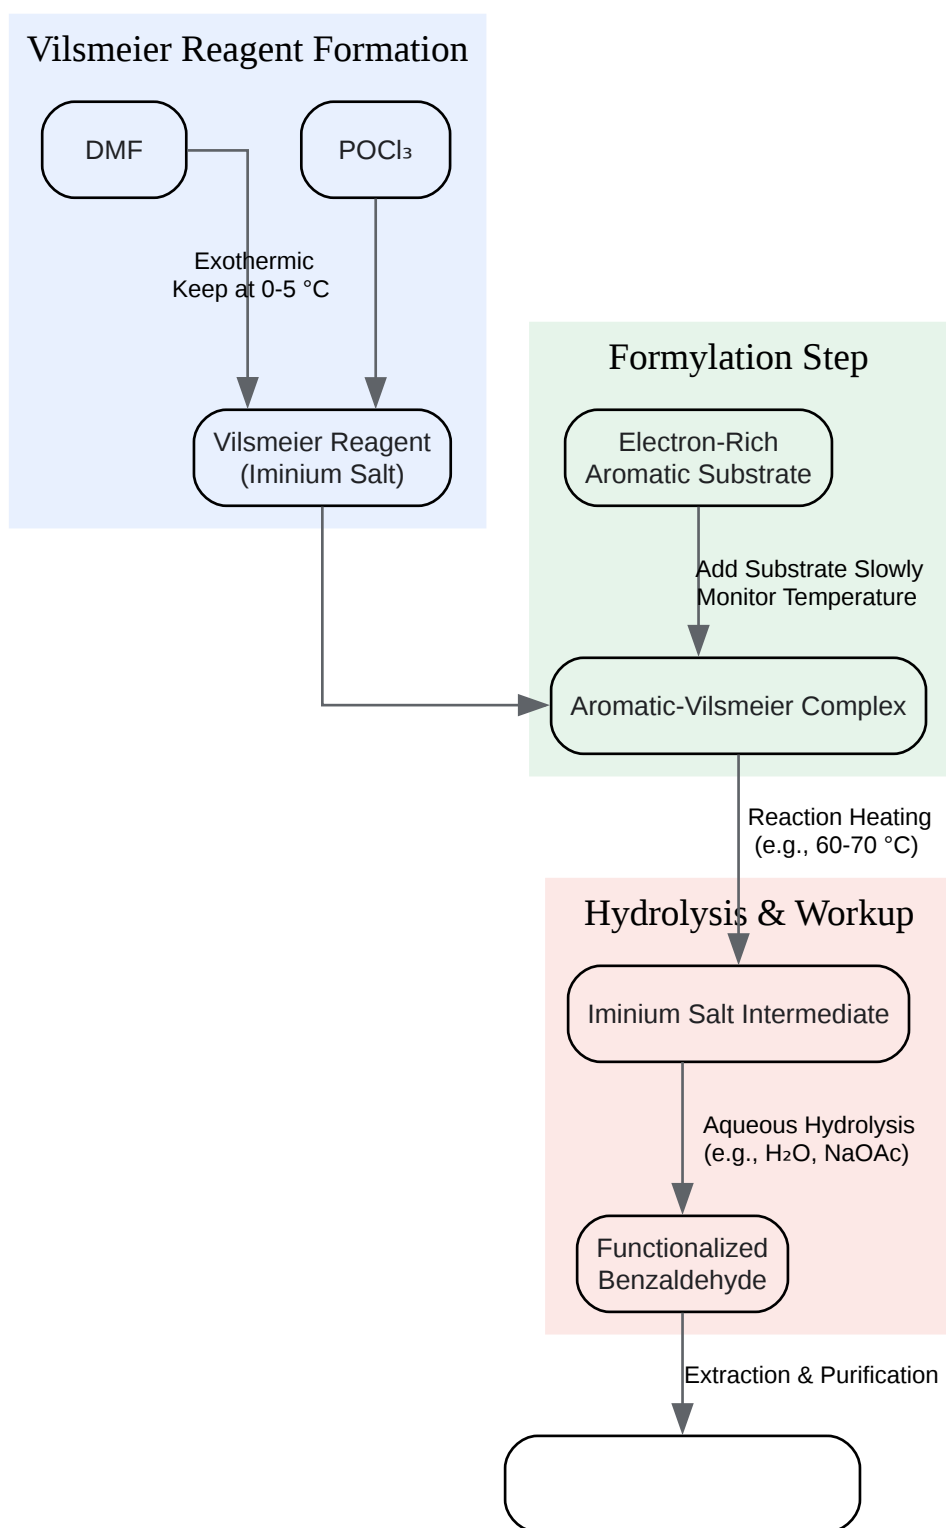 Vilsmeier Reagent Formation
DMF
POCl₃
Exothermic
Keep at 0-5 °C
Vilsmeier Reagent
(Iminium Salt)
Formylation Step
Electron-Rich
Aromatic Substrate
Add Substrate Slowly
Monitor Temperature
Aromatic-Vilsmeier Complex
Reaction Heating
(e.g., 60-70 °C)
Hydrolysis & Workup
Iminium Salt Intermediate
Aqueous Hydrolysis
(e.g., H₂O, NaOAc)
Functionalized
Benzaldehyde
Extraction & Purification